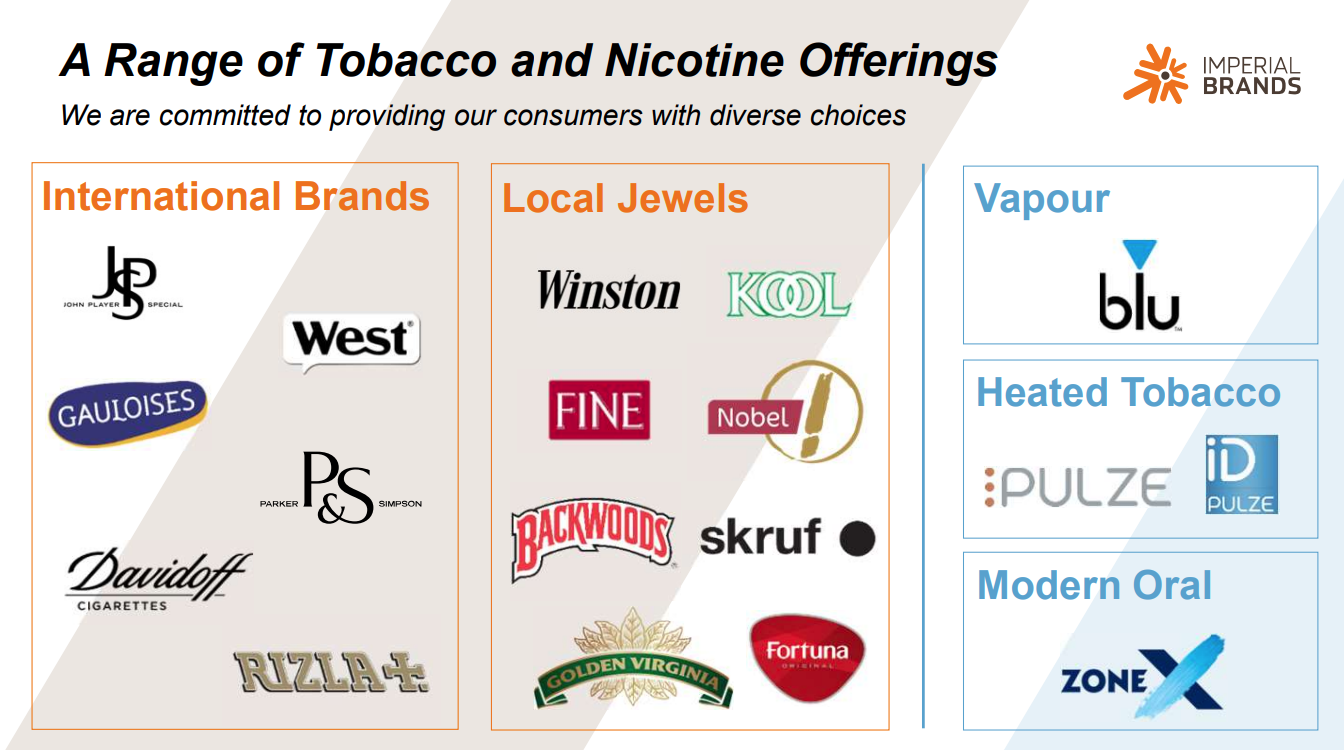 A Range of Tobacco and Nicotine Offerings
We are committed to providing our consumers with diverse choices
IMPERIAL
BRANDS
International Brands
JPS
JOHN PLAYER SPECIAL
West®
GAULOISES
P&S
PARKER SIMPSON
Davidoff
CIGARETTES
RIZLA+
Local Jewels
Winston
KOOL
FINE
Nobel
BACKWOODS®
skruf
GOLDEN VIRGINIA
Fortuna
ORIGINAL
Vapour
blu™
Heated Tobacco
PULZE
iD
PULZE
Modern Oral
ZONE X